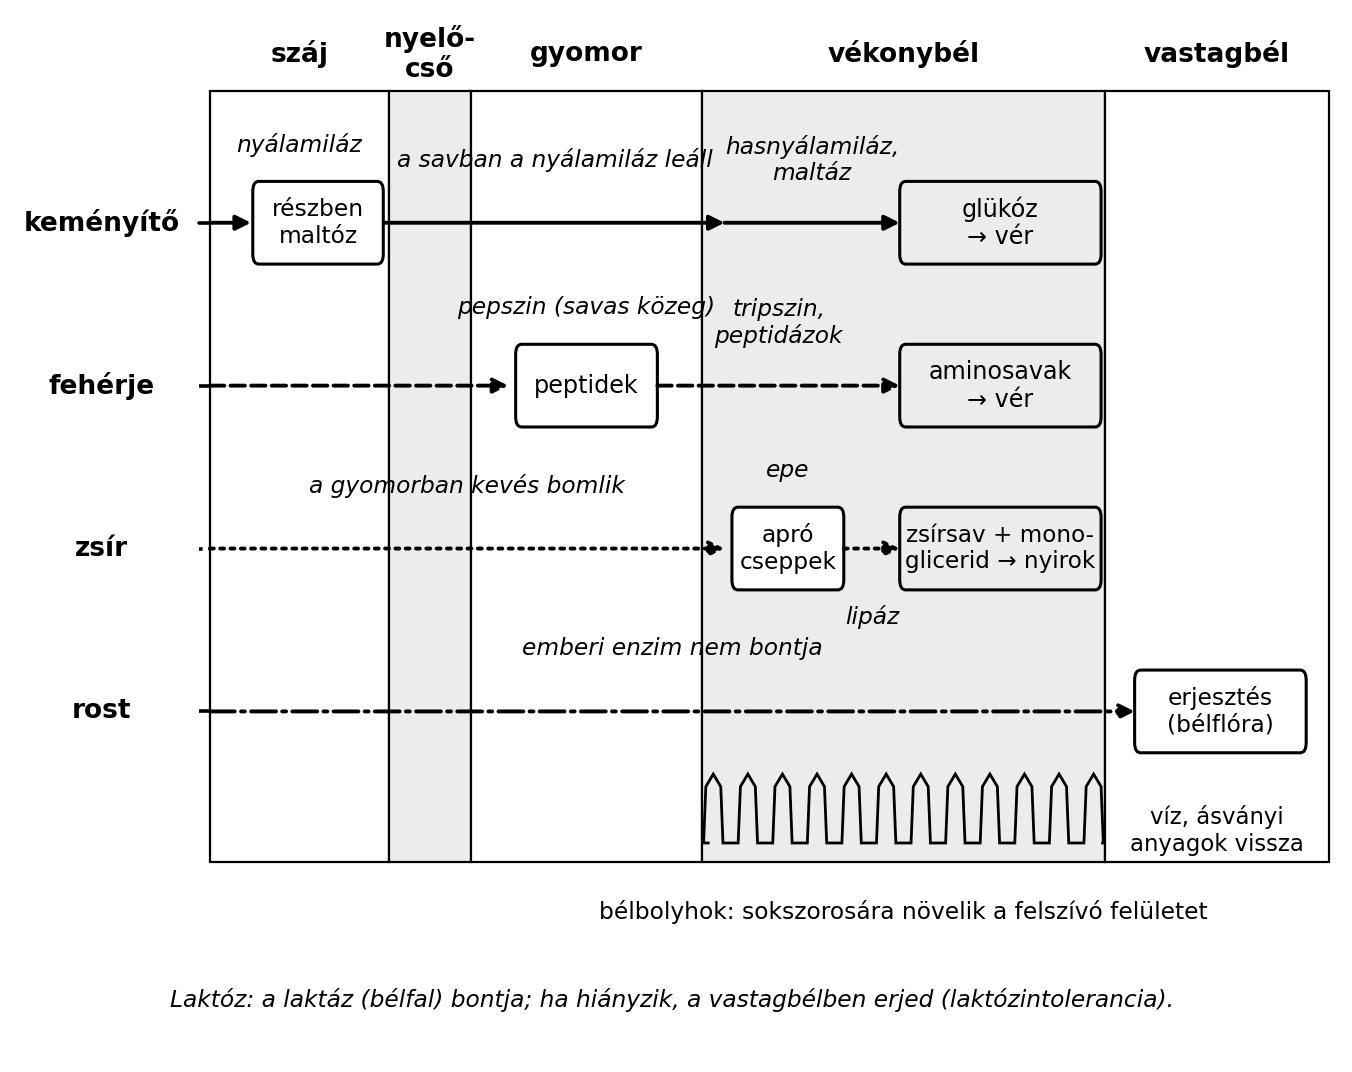 száj
nyelő-
cső
gyomor
vékonybél
vastagbél
nyálamiláz
a savban a nyálamiláz leáll
hasnyálamiláz,
maltáz
keményítő
részben
maltóz
glükóz
→ vér
pepszin (savas közeg)
tripszin,
peptidázok
fehérje
peptidek
aminosavak
→ vér
a gyomorban kevés bomlik
epe
zsír
apró
cseppek
zsírsav + mono-
glicerid → nyirok
lipáz
emberi enzim nem bontja
rost
erjesztés
(bélflóra)
víz, ásványi
anyagok vissza
bélbolyhok: sokszorosára növelik a felszívó felületet
Laktóz: a laktáz (bélfal) bontja; ha hiányzik, a vastagbélben erjed (laktózintolerancia).